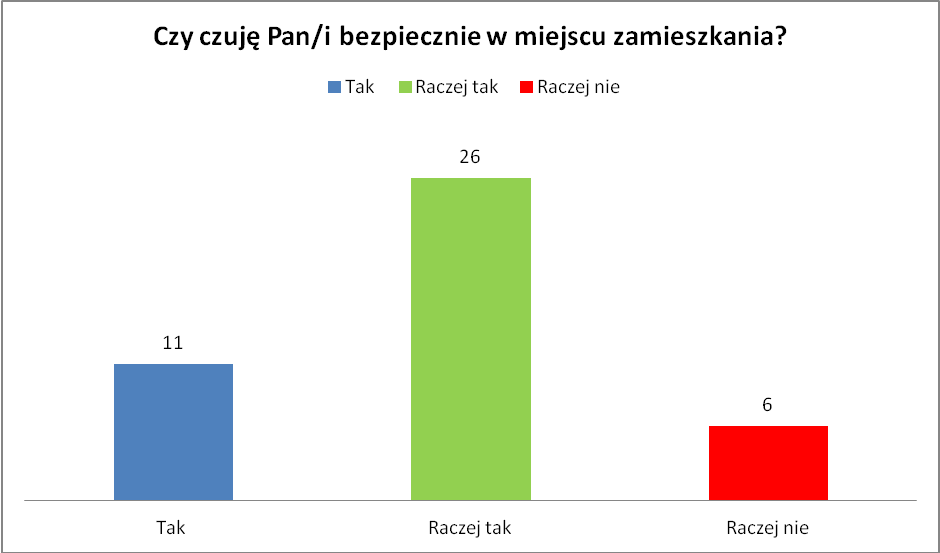 Czy czuję Pan/i bezpiecznie w miejscu zamieszkania?
Tak Raczej tak Raczej nie
26
11
6
Tak Raczej tak Raczej nie